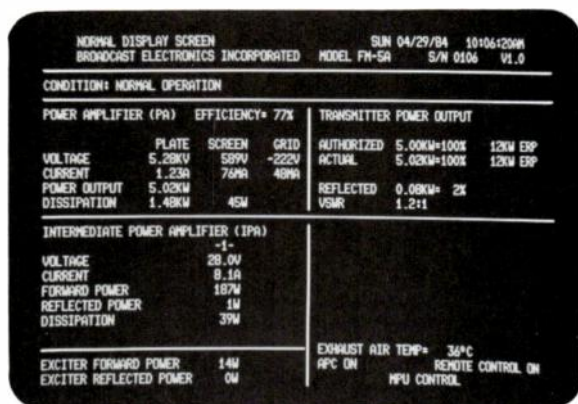 NORMAL DISPLAY SCREEN SUN 04/29/84 10:06:20AM
BROADCAST ELECTRONICS INCORPORATED MODEL FM-5A S/N 0106 V1.0
CONDITION: NORMAL OPERATION
POWER AMPLIFIER (PA) EFFICIENCY= 77%
PLATE SCREEN GRID
VOLTAGE 5.28KV 589V -222V
CURRENT 1.23A 76MA 48MA
POWER OUTPUT 5.02KW
DISSIPATION 1.48KW 45W
TRANSMITTER POWER OUTPUT
AUTHORIZED 5.00KW=100% 12KW ERP
ACTUAL 5.02KW=100% 12KW ERP
REFLECTED 0.08KW= 2%
VSWR 1.2:1
INTERMEDIATE POWER AMPLIFIER (IPA)
-1-
VOLTAGE 28.0V
CURRENT 8.1A
FORWARD POWER 187W
REFLECTED POWER 1W
DISSIPATION 39W
EXCITER FORWARD POWER 14W
EXCITER REFLECTED POWER 0W
EXHAUST AIR TEMP= 36°C
APC ON REMOTE CONTROL ON
MPU CONTROL